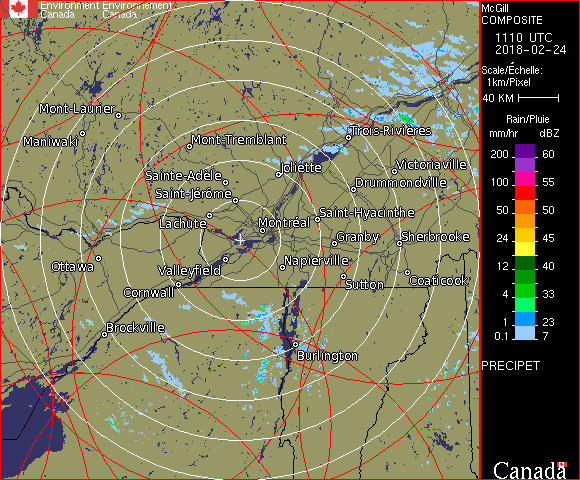 Environment Environnement
Canada Canada
McGill
COMPOSITE
1110 UTC
2018-02-24
Scale/Échelle:
1km/Pixel
40 KM
Rain/Pluie
mm/hr dBZ
200 60
100 55
50 50
24 45
12 40
4 33
1 23
0.1 7
PRECIPET
Canada
Mont-Laurier
Maniwaki
Mont-Tremblant
Trois-Rivières
Sainte-Adèle
Joliette
Victoriaville
Saint-Jérôme
Drummondville
Lachute
Montréal
Saint-Hyacinthe
Granby
Sherbrooke
Ottawa
Valleyfield
Napierville
Cornwall
Sutton
Coaticook
Brockville
Burlington